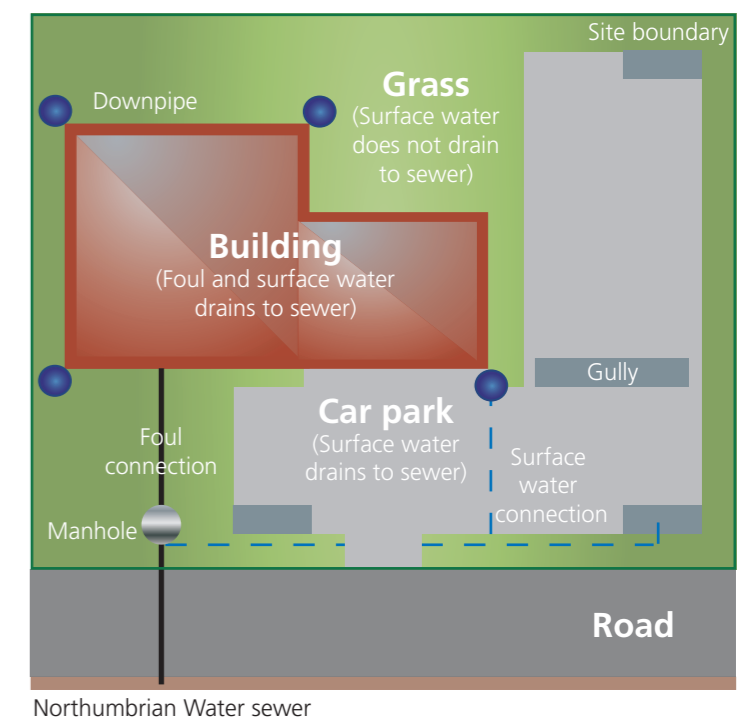 Site boundary
Grass
(Surface water
does not drain
to sewer)
Downpipe
Building
(Foul and surface water
drains to sewer)
Gully
Car park
(Surface water
drains to sewer)
Foul
connection
Surface
water
connection
Manhole
Road
Northumbrian Water sewer